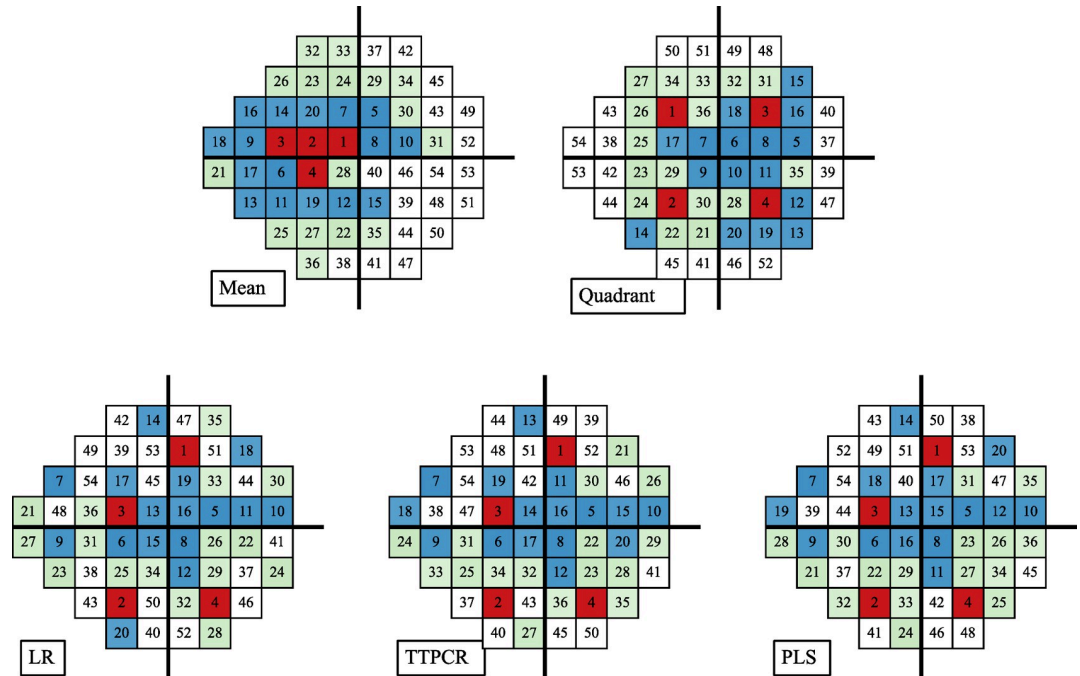 32 33 37 42
26 23 24 29 34 45
16 14 20 7 5 30 43 49
18 9 3 2 1 8 10 31 52
21 17 6 4 28 40 46 54 53
13 11 19 12 15 39 48 51
25 27 22 35 44 50
36 38 41 47
Mean
50 51 49 48
27 34 33 32 31 15
43 26 1 36 18 3 16 40
54 38 25 17 7 6 8 5 37
53 42 23 29 9 10 11 35 39
44 24 2 30 28 4 12 47
14 22 21 20 19 13
45 41 46 52
Quadrant
42 14 47 35
49 39 53 1 51 18
7 54 17 45 19 33 44 30
21 48 36 3 13 16 5 11 10
27 9 31 6 15 8 26 22 41
23 38 25 34 12 29 37 24
43 2 50 32 4 46
20 40 52 28
LR
44 13 49 39
53 48 51 1 52 21
7 54 19 42 11 30 46 26
18 38 47 3 14 16 5 15 10
24 9 31 6 17 8 22 20 29
33 25 34 32 12 23 28 41
37 2 43 36 4 35
40 27 45 50
TTPCR
43 14 50 38
52 49 51 1 53 20
7 54 18 40 17 31 47 35
19 39 44 3 13 15 5 12 10
28 9 30 6 16 8 23 26 36
21 37 22 29 11 27 34 45
32 2 33 42 4 25
41 24 46 48
PLS